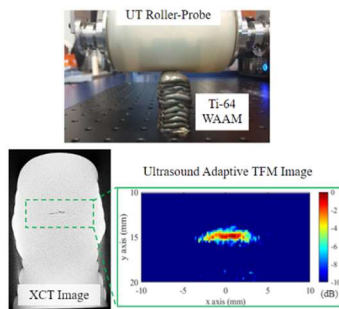 UT Roller-Probe
Ti-64
WAAM
Ultrasound Adaptive TFM Image
XCT Image
y axis (mm)
10
15
20
-10
-5
0
5
10
x axis (mm)
0
-2
-4
-6
-8
(dB)